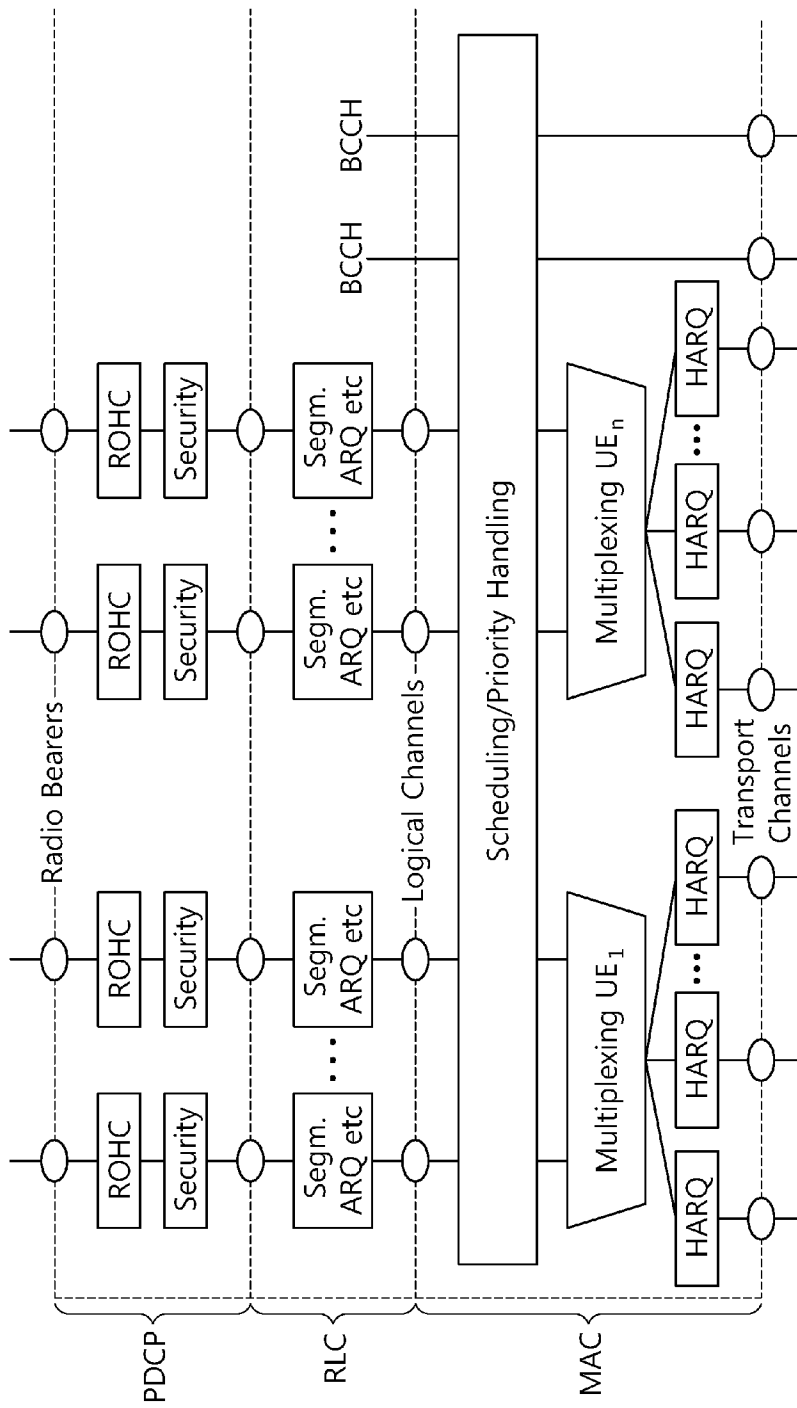 Radio Bearers
PDCP
ROHC
ROHC
ROHC
ROHC
Security
Security
Security
Security
RLC
Segm.
ARQ etc
...
Segm.
ARQ etc
Segm.
ARQ etc
...
Segm.
ARQ etc
BCCH
BCCH
Logical Channels
MAC
Scheduling/Priority Handling
Multiplexing UE1
Multiplexing UEn
HARQ
HARQ
...
HARQ
HARQ
HARQ
...
HARQ
Transport
Channels